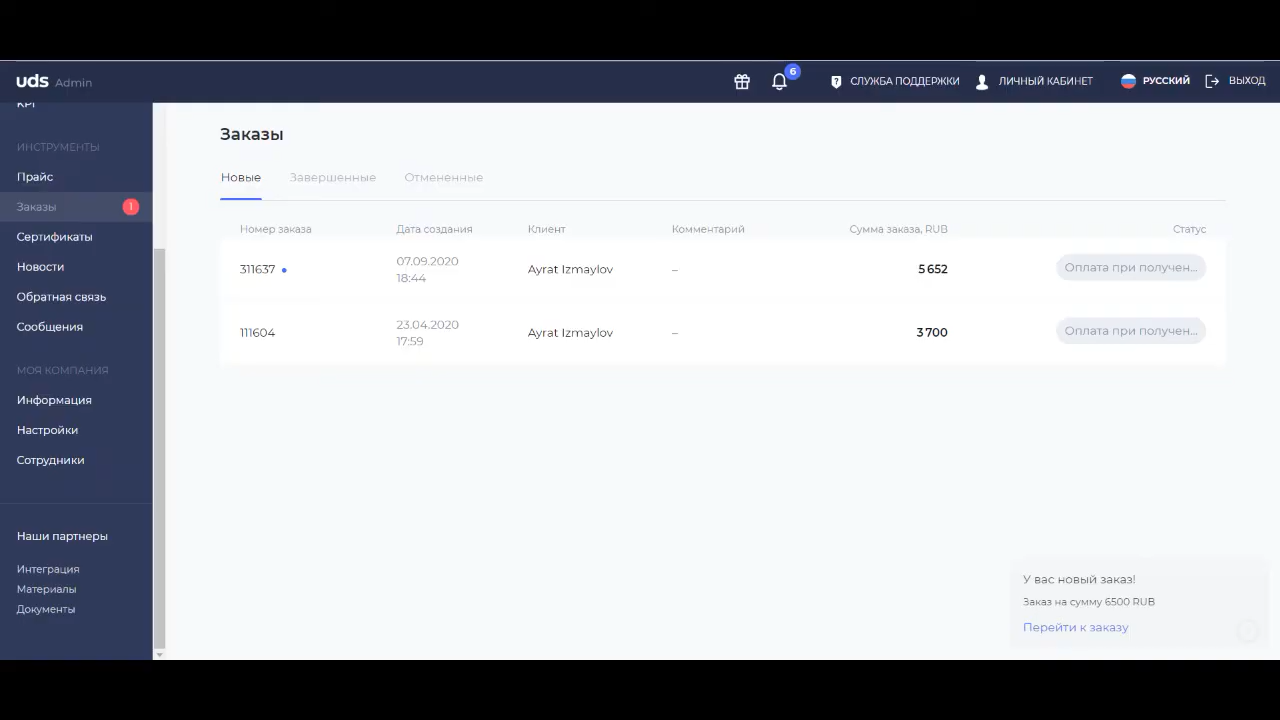 uds Admin
6
СЛУЖБА ПОДДЕРЖКИ
ЛИЧНЫЙ КАБИНЕТ
РУССКИЙ
ВЫХОД
KPI
ИНСТРУМЕНТЫ
Прайс
Заказы 1
Сертификаты
Новости
Обратная связь
Сообщения
МОЯ КОМПАНИЯ
Информация
Настройки
Сотрудники
Наши партнеры
Интеграция
Материалы
Документы
Заказы
Новые Завершенные Отмененные
Номер заказа Дата создания Клиент Комментарий Сумма заказа, RUB Статус
311637 07.09.2020 18:44 Ayrat Izmaylov – 5 652 Оплата при получен...
111604 23.04.2020 17:59 Ayrat Izmaylov – 3 700 Оплата при получен...
У вас новый заказ!
Заказ на сумму 6500 RUB
Перейти к заказу